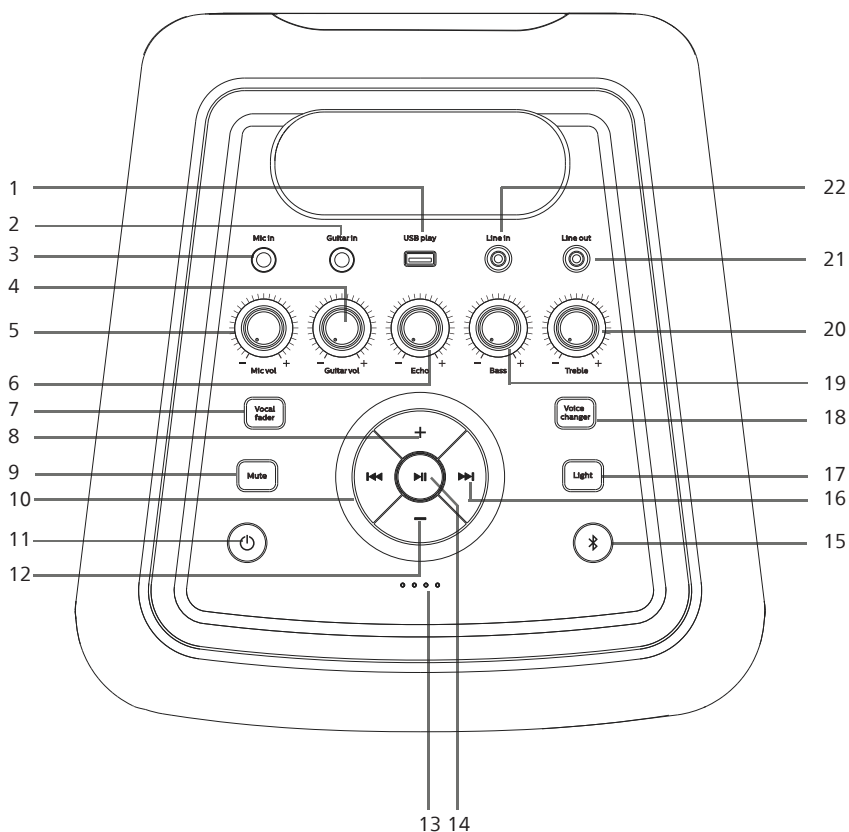 1
22
2
Mic in
Guitar in
USB play
Line in
Line out
3
21
4
5
20
Mic vol
Guitar vol
Echo
Bass
Treble
6
19
7
Vocal
fader
Voice
changer
18
8
9
Mute
Light
17
10
16
11
15
12
13 14